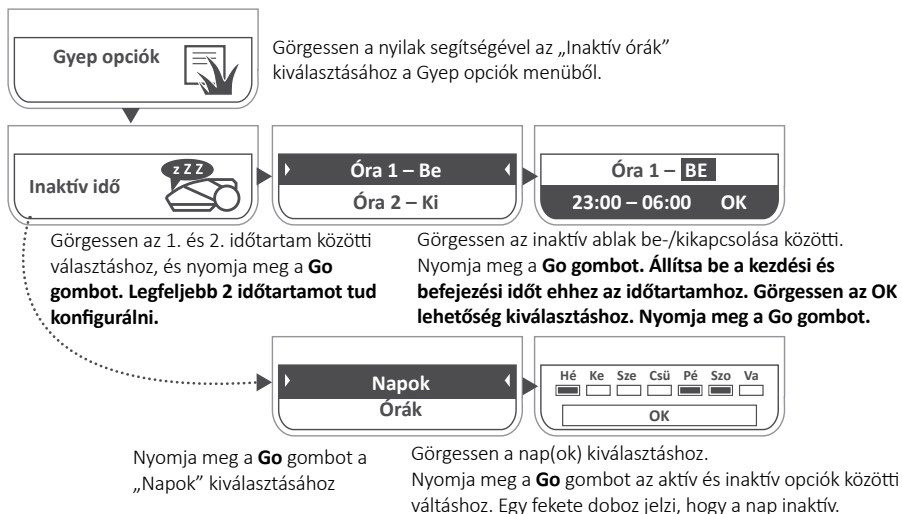 Gyep opciók
Görgessen a nyilak segítségével az „Inaktív órák”
kiválasztásához a Gyep opciók menüből.
Inaktív idő
z Z Z
Óra 1 – Be
Óra 2 – Ki
Óra 1 – BE
23:00 – 06:00 OK
Görgessen az 1. és 2. időtartam közötti
választáshoz, és nyomja meg a Go
gombot. Legfeljebb 2 időtartamot tud
konfigurálni.
Görgessen az inaktív ablak be-/kikapcsolása közötti.
Nyomja meg a Go gombot. Állítsa be a kezdési és
befejezési időt ehhez az időtartamhoz. Görgessen az OK
lehetőség kiválasztáshoz. Nyomja meg a Go gombot.
Napok
Órák
Hé Ke Sze Csü Pé Szo Va
OK
Nyomja meg a Go gombot a
„Napok” kiválasztásához
Görgessen a nap(ok) kiválasztáshoz.
Nyomja meg a Go gombot az aktív és inaktív opciók közötti
váltáshoz. Egy fekete doboz jelzi, hogy a nap inaktív.